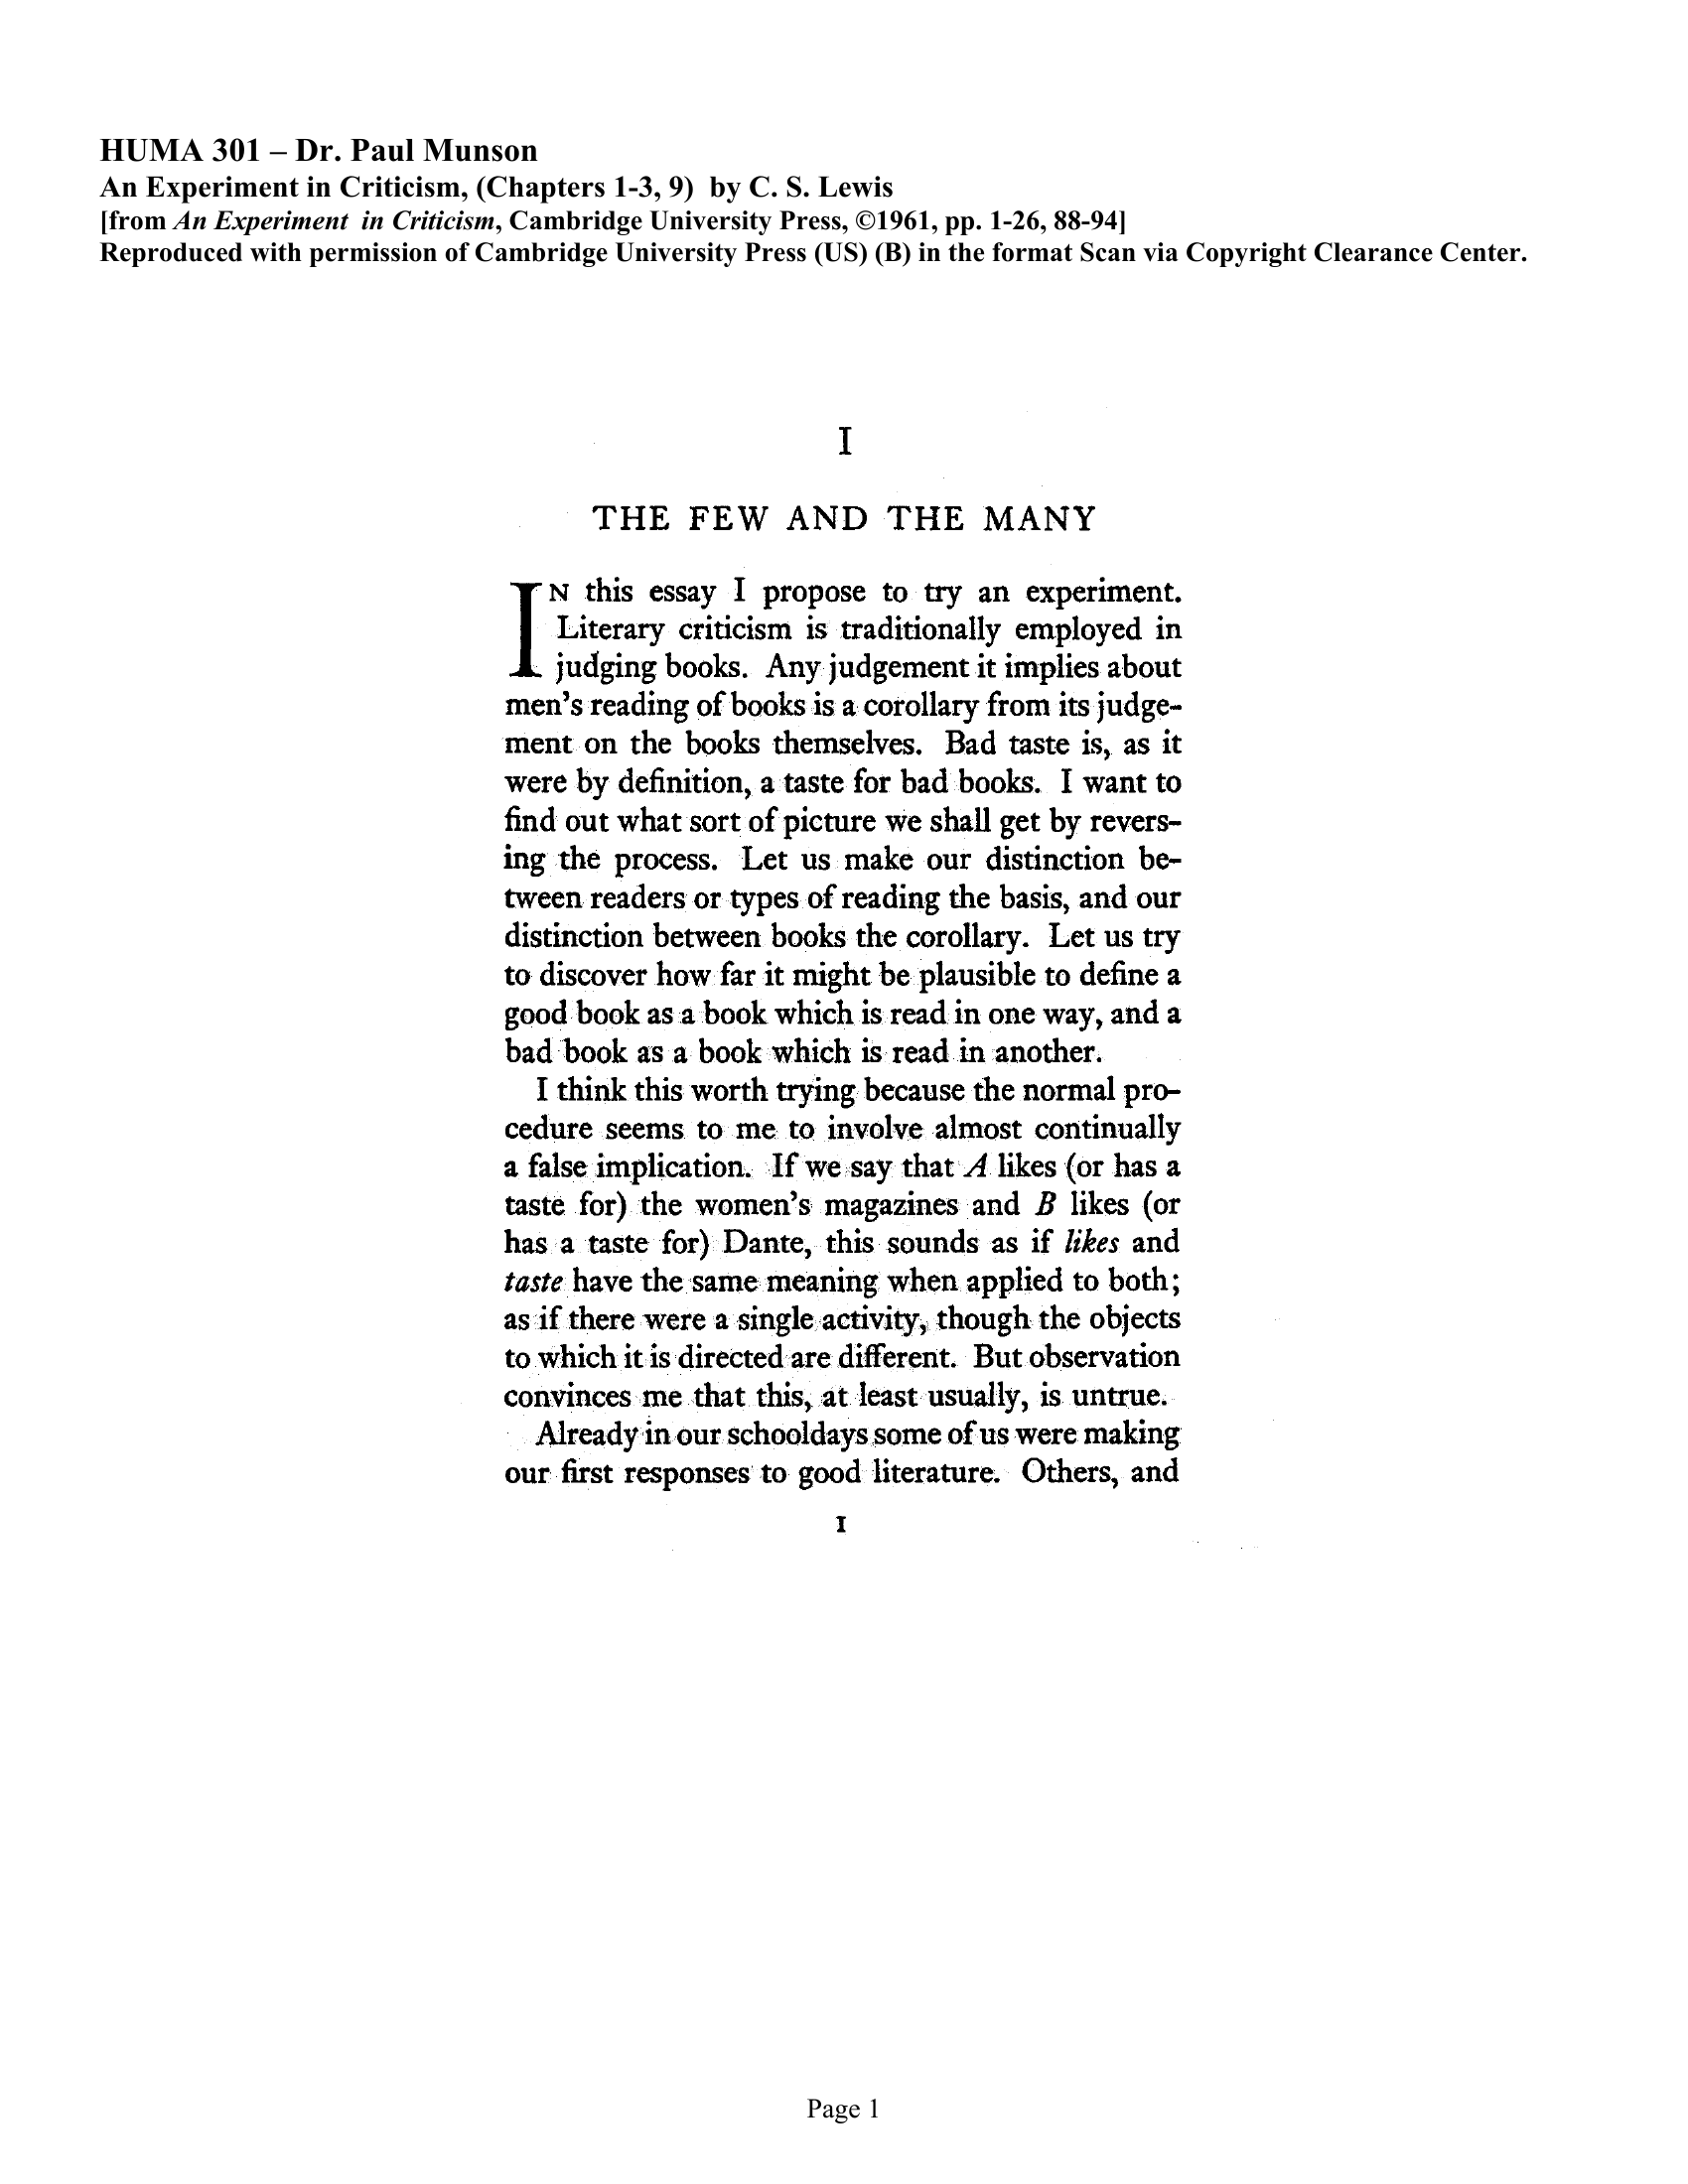 HUMA 301 – Dr. Paul Munson
An Experiment in Criticism, (Chapters 1-3, 9) by C. S. Lewis
[from An Experiment in Criticism, Cambridge University Press, ©1961, pp. 1-26, 88-94]
Reproduced with permission of Cambridge University Press (US) (B) in the format Scan via Copyright Clearance Center.
I
THE FEW AND THE MANY
IN this essay I propose to try an experiment.
Literary criticism is traditionally employed in
judging books. Any judgement it implies about
men's reading of books is a corollary from its judge-
ment on the books themselves. Bad taste is, as it
were by definition, a taste for bad books. I want to
find out what sort of picture we shall get by revers-
ing the process. Let us make our distinction be-
tween readers or types of reading the basis, and our
distinction between books the corollary. Let us try
to discover how far it might be plausible to define a
good book as a book which is read in one way, and a
bad book as a book which is read in another.
I think this worth trying because the normal pro-
cedure seems to me to involve almost continually
a false implication. If we say that A likes (or has a
taste for) the women's magazines and B likes (or
has a taste for) Dante, this sounds as if likes and
taste have the same meaning when applied to both;
as if there were a single activity, though the objects
to which it is directed are different. But observation
convinces me that this, at least usually, is untrue.
Already in our schooldays some of us were making
our first responses to good literature. Others, and
I
Page 1